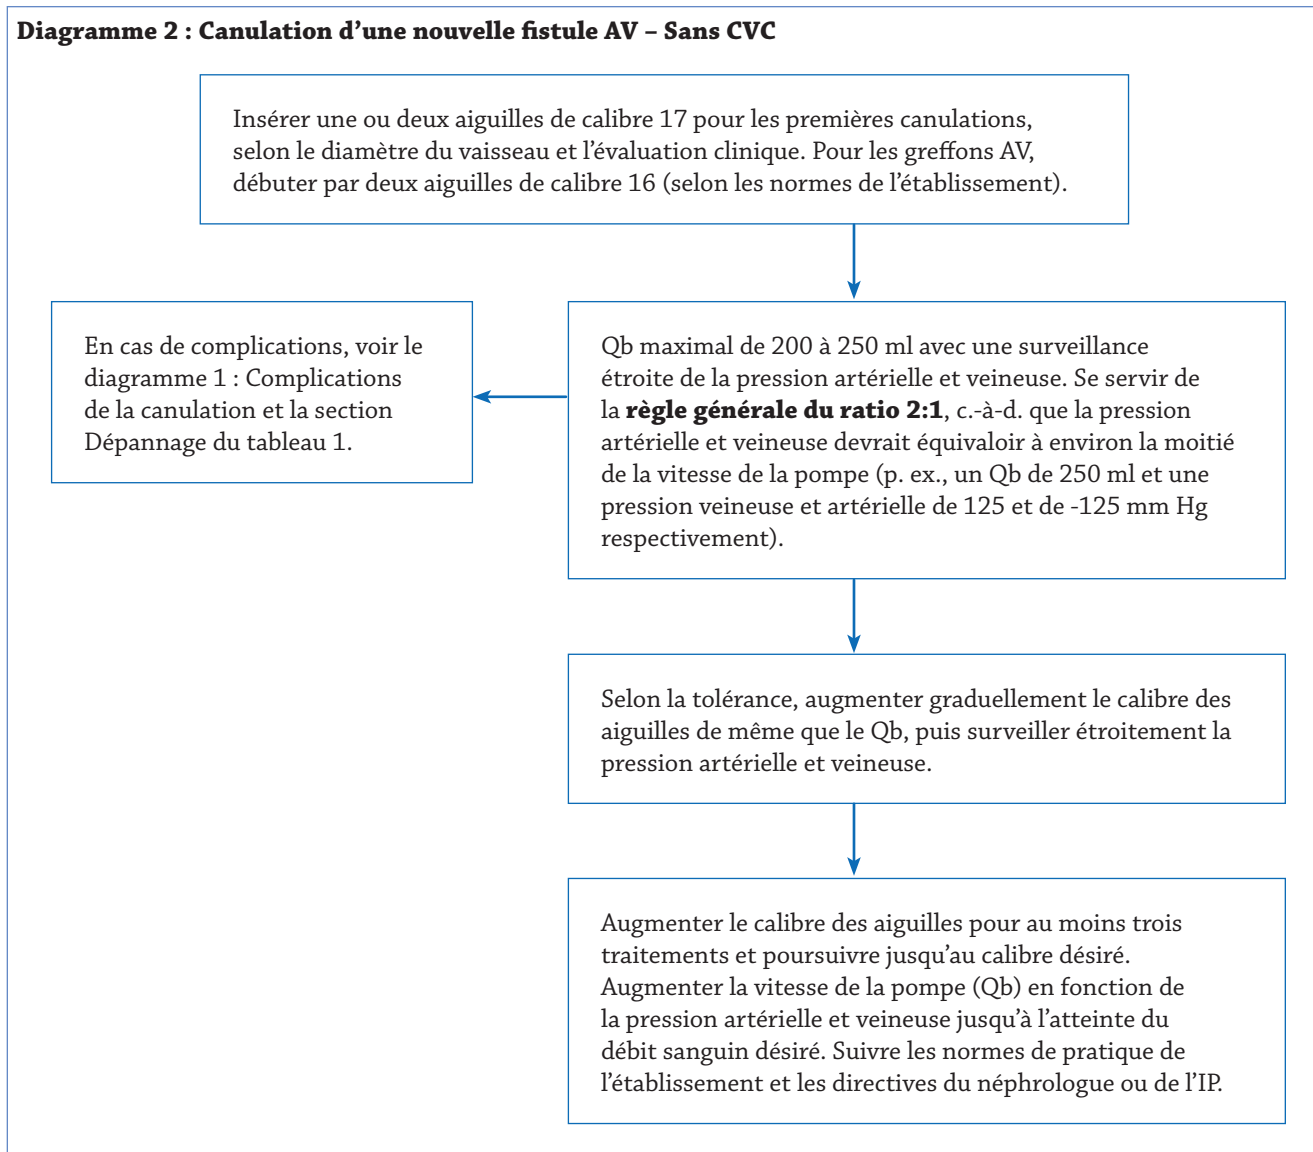 Diagramme 2 : Canulation d’une nouvelle fistule AV – Sans CVC
Insérer une ou deux aiguilles de calibre 17 pour les premières canulations,
selon le diamètre du vaisseau et l’évaluation clinique. Pour les greffons AV,
débuter par deux aiguilles de calibre 16 (selon les normes de l’établissement).
En cas de complications, voir le
diagramme 1 : Complications
de la canulation et la section
Dépannage du tableau 1.
Qb maximal de 200 à 250 ml avec une surveillance
étroite de la pression artérielle et veineuse. Se servir de
la règle générale du ratio 2:1, c.-à-d. que la pression
artérielle et veineuse devrait équivaloir à environ la moitié
de la vitesse de la pompe (p. ex., un Qb de 250 ml et une
pression veineuse et artérielle de 125 et de -125 mm Hg
respectivement).
Selon la tolérance, augmenter graduellement le calibre des
aiguilles de même que le Qb, puis surveiller étroitement la
pression artérielle et veineuse.
Augmenter le calibre des aiguilles pour au moins trois
traitements et poursuivre jusqu’au calibre désiré.
Augmenter la vitesse de la pompe (Qb) en fonction de
la pression artérielle et veineuse jusqu’à l’atteinte du
débit sanguin désiré. Suivre les normes de pratique de
l’établissement et les directives du néphrologue ou de l’IP.